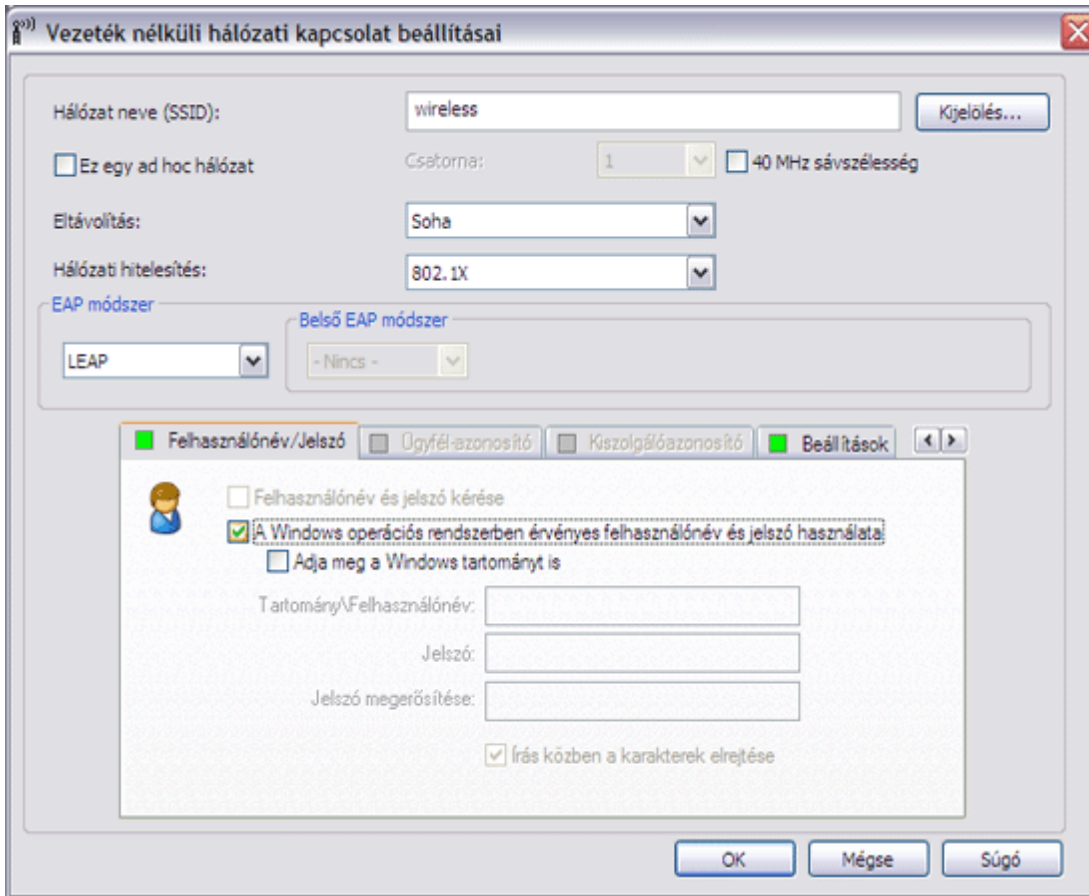 Vezeték nélküli hálózati kapcsolat beállításai
Hálózat neve (SSID): wireless Kijelölés...
Ez egy ad hoc hálózat Csatorna: 1 40 MHz sávszélesség
Eltávolítás: Soha
Hálózati hitelesítés: 802.1X
EAP módszer
Belső EAP módszer
LEAP - Nincs -
Felhasználónév/Jelszó Ügyfél-azonosító Kiszolgálóazonosító Beállítások
Felhasználónév és jelszó kérése
A Windows operációs rendszerben érvényes felhasználónév és jelszó használata
Adja meg a Windows tartományt is
Tartomány\Felhasználónév:
Jelszó:
Jelszó megerősítése:
Írás közben a karakterek elrejtése
OK Mégse Súgó